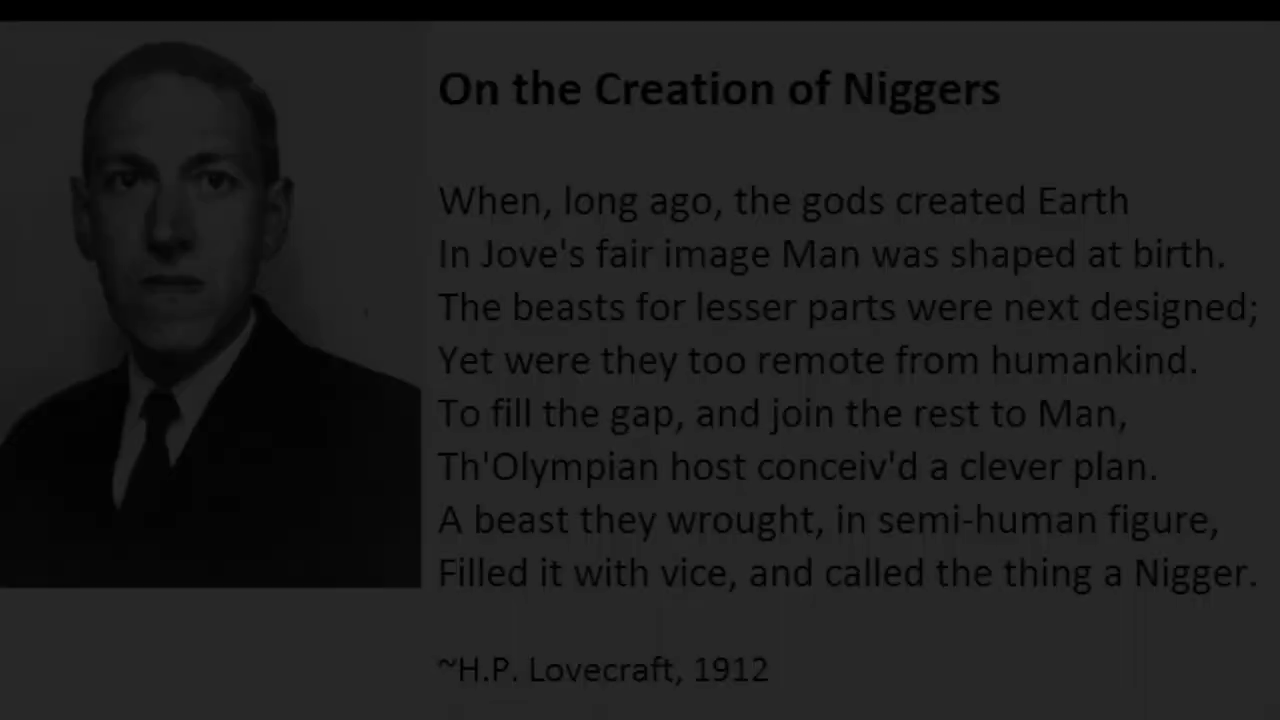 On the Creation of Niggers
When, long ago, the gods created Earth
In Jove's fair image Man was shaped at birth.
The beasts for lesser parts were next designed;
Yet were they too remote from humankind.
To fill the gap, and join the rest to Man,
Th'Olympian host conceiv'd a clever plan.
A beast they wrought, in semi-human figure,
Filled it with vice, and called the thing a Nigger.
~H.P. Lovecraft, 1912